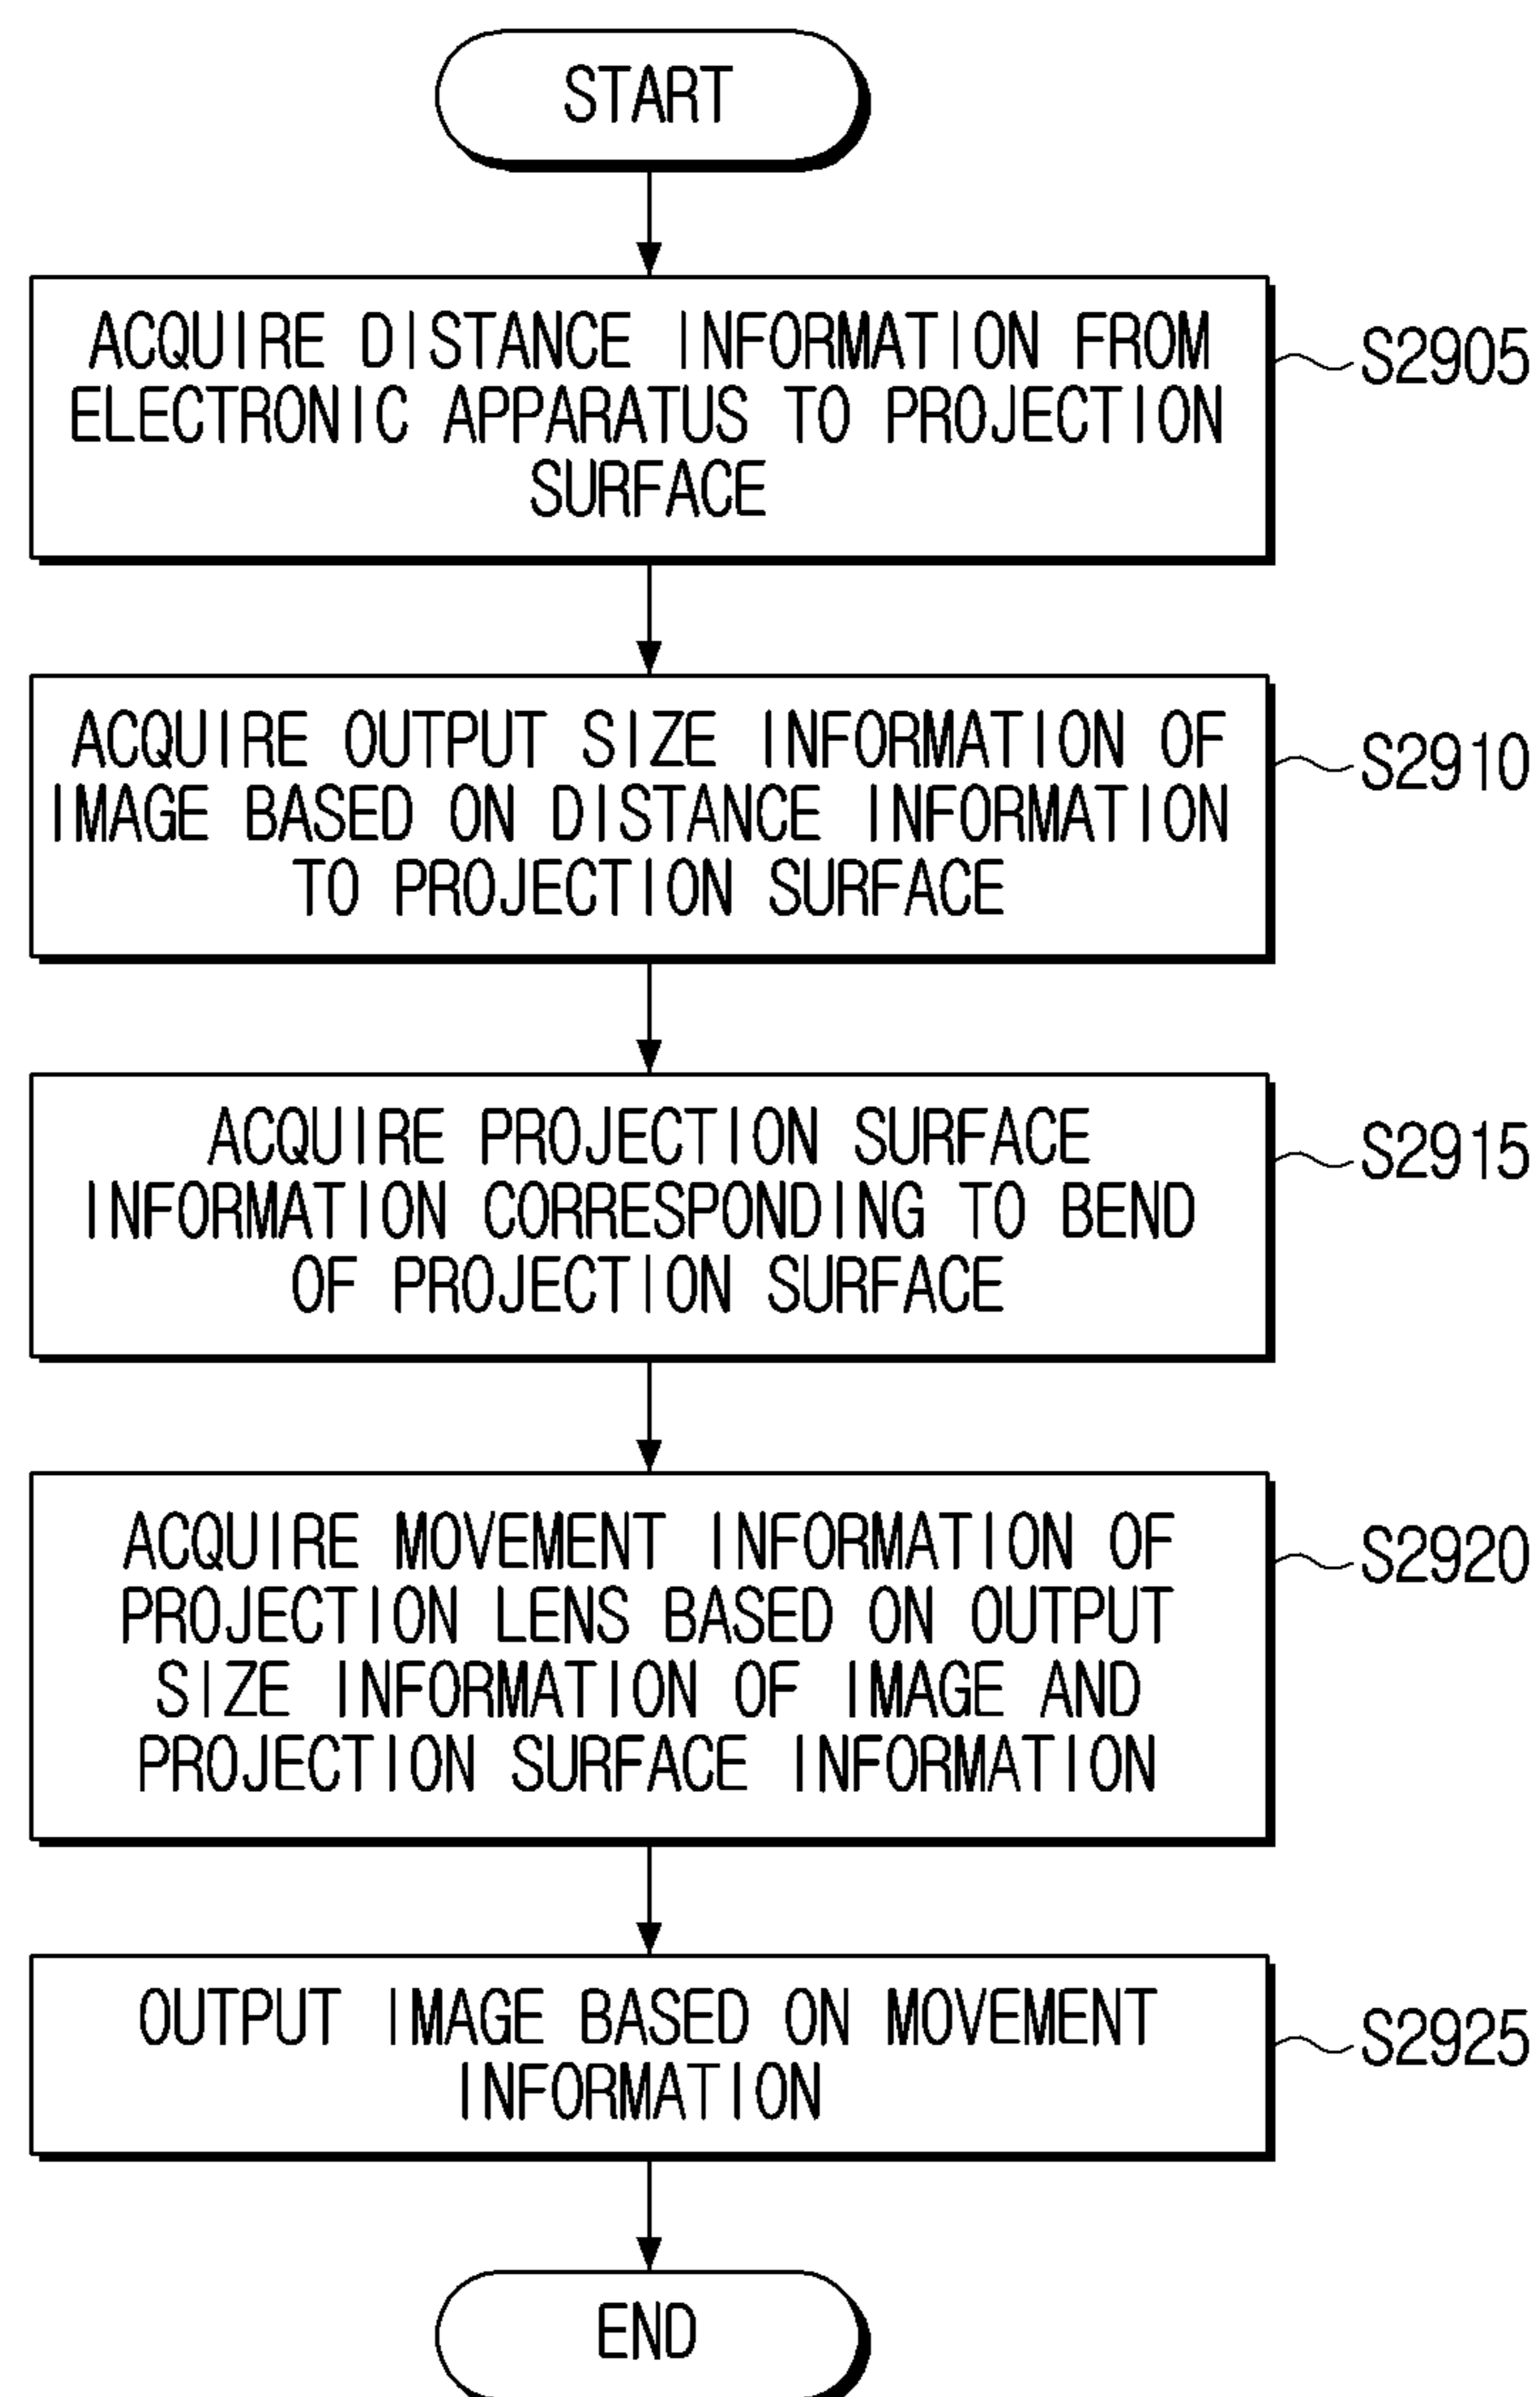 START
ACQUIRE DISTANCE INFORMATION FROM
ELECTRONIC APPARATUS TO PROJECTION
SURFACE
S2905
ACQUIRE OUTPUT SIZE INFORMATION OF
IMAGE BASED ON DISTANCE INFORMATION
TO PROJECTION SURFACE
S2910
ACQUIRE PROJECTION SURFACE
INFORMATION CORRESPONDING TO BEND
OF PROJECTION SURFACE
S2915
ACQUIRE MOVEMENT INFORMATION OF
PROJECTION LENS BASED ON OUTPUT
SIZE INFORMATION OF IMAGE AND
PROJECTION SURFACE INFORMATION
S2920
OUTPUT IMAGE BASED ON MOVEMENT
INFORMATION
S2925
END